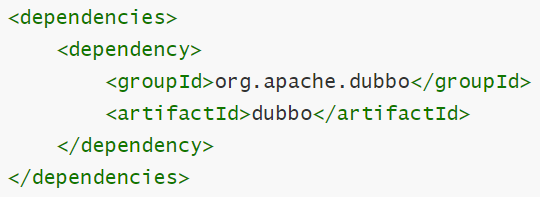 <dependencies>
    <dependency>
        <groupId>org.apache.dubbo</groupId>
        <artifactId>dubbo</artifactId>
    </dependency>
</dependencies>